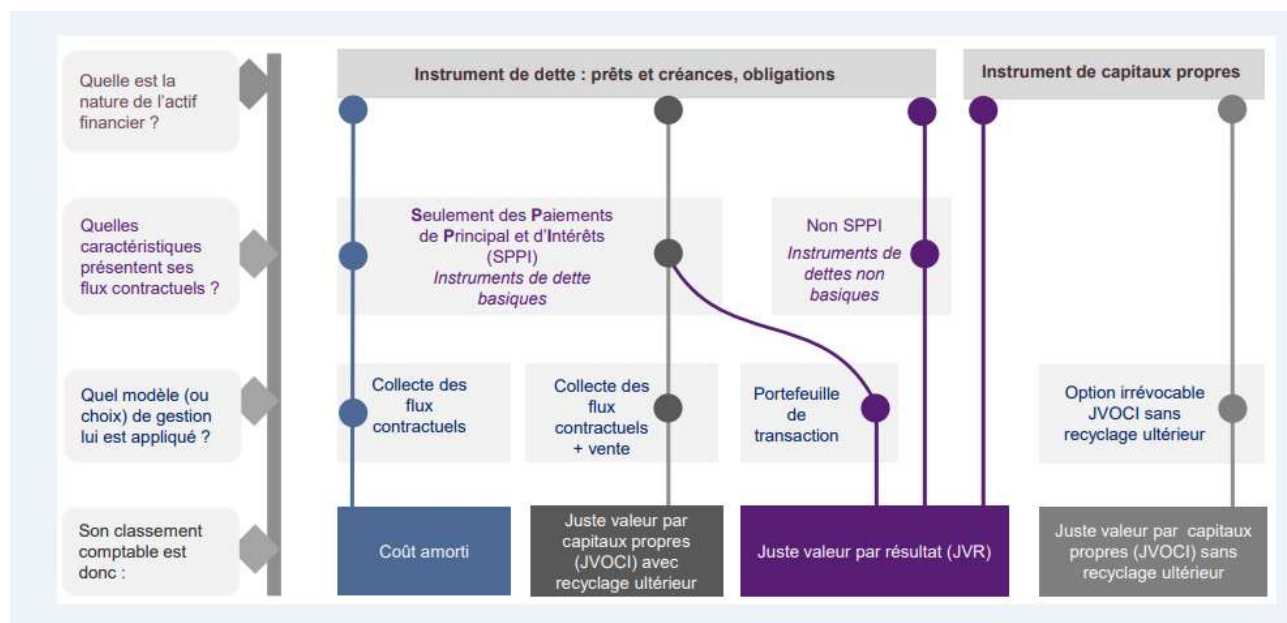 Quelle est la
nature de l'actif
financier ?
Instrument de dette : prêts et créances, obligations
Instrument de capitaux propres
Quelles
caractéristiques
présentent ses
flux contractuels ?
Seulement des Paiements
de Principal et d'Intérêts
(SPPI)
Instruments de dette
basiques
Non SPPI
Instruments de
dettes non
basiques
Quel modèle (ou
choix) de gestion
lui est appliqué ?
Collecte des
flux
contractuels
Collecte des
flux
contractuels
+ vente
Portefeuille
de
transaction
Option irrévocable
JVOCI sans
recyclage ultérieur
Son classement
comptable est
donc :
Coût amorti
Juste valeur par
capitaux propres
(JVOCI) avec
recyclage ultérieur
Juste valeur par résultat (JVR)
Juste valeur par capitaux
propres (JVOCI) sans
recyclage ultérieur